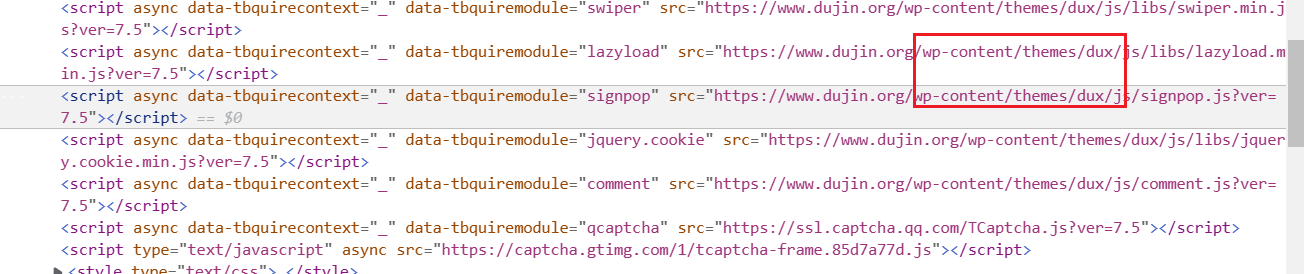 <script async data-tbquirecontext="_" data-tbquiremodule="swiper" src="https://www.dujin.org/wp-content/themes/dux/js/libs/swiper.min.j
s?ver=7.5"></script>
<script async data-tbquirecontext="_" data-tbquiremodule="lazyload" src="https://www.dujin.org/wp-content/themes/dux/js/libs/lazyload.m
in.js?ver=7.5"></script>
<script async data-tbquirecontext="_" data-tbquiremodule="signpop" src="https://www.dujin.org/wp-content/themes/dux/js/signpop.js?ver=
7.5"></script> == $0
<script async data-tbquirecontext="_" data-tbquiremodule="jquery.cookie" src="https://www.dujin.org/wp-content/themes/dux/js/libs/jquer
y.cookie.min.js?ver=7.5"></script>
<script async data-tbquirecontext="_" data-tbquiremodule="comment" src="https://www.dujin.org/wp-content/themes/dux/js/comment.js?ver=
7.5"></script>
<script async data-tbquirecontext="_" data-tbquiremodule="qcaptcha" src="https://ssl.captcha.qq.com/TCaptcha.js?ver=7.5"></script>
<script type="text/javascript" async src="https://captcha.gtimg.com/1/tcaptcha-frame.85d7a77d.js"></script>
<style type="text/css"> </style>